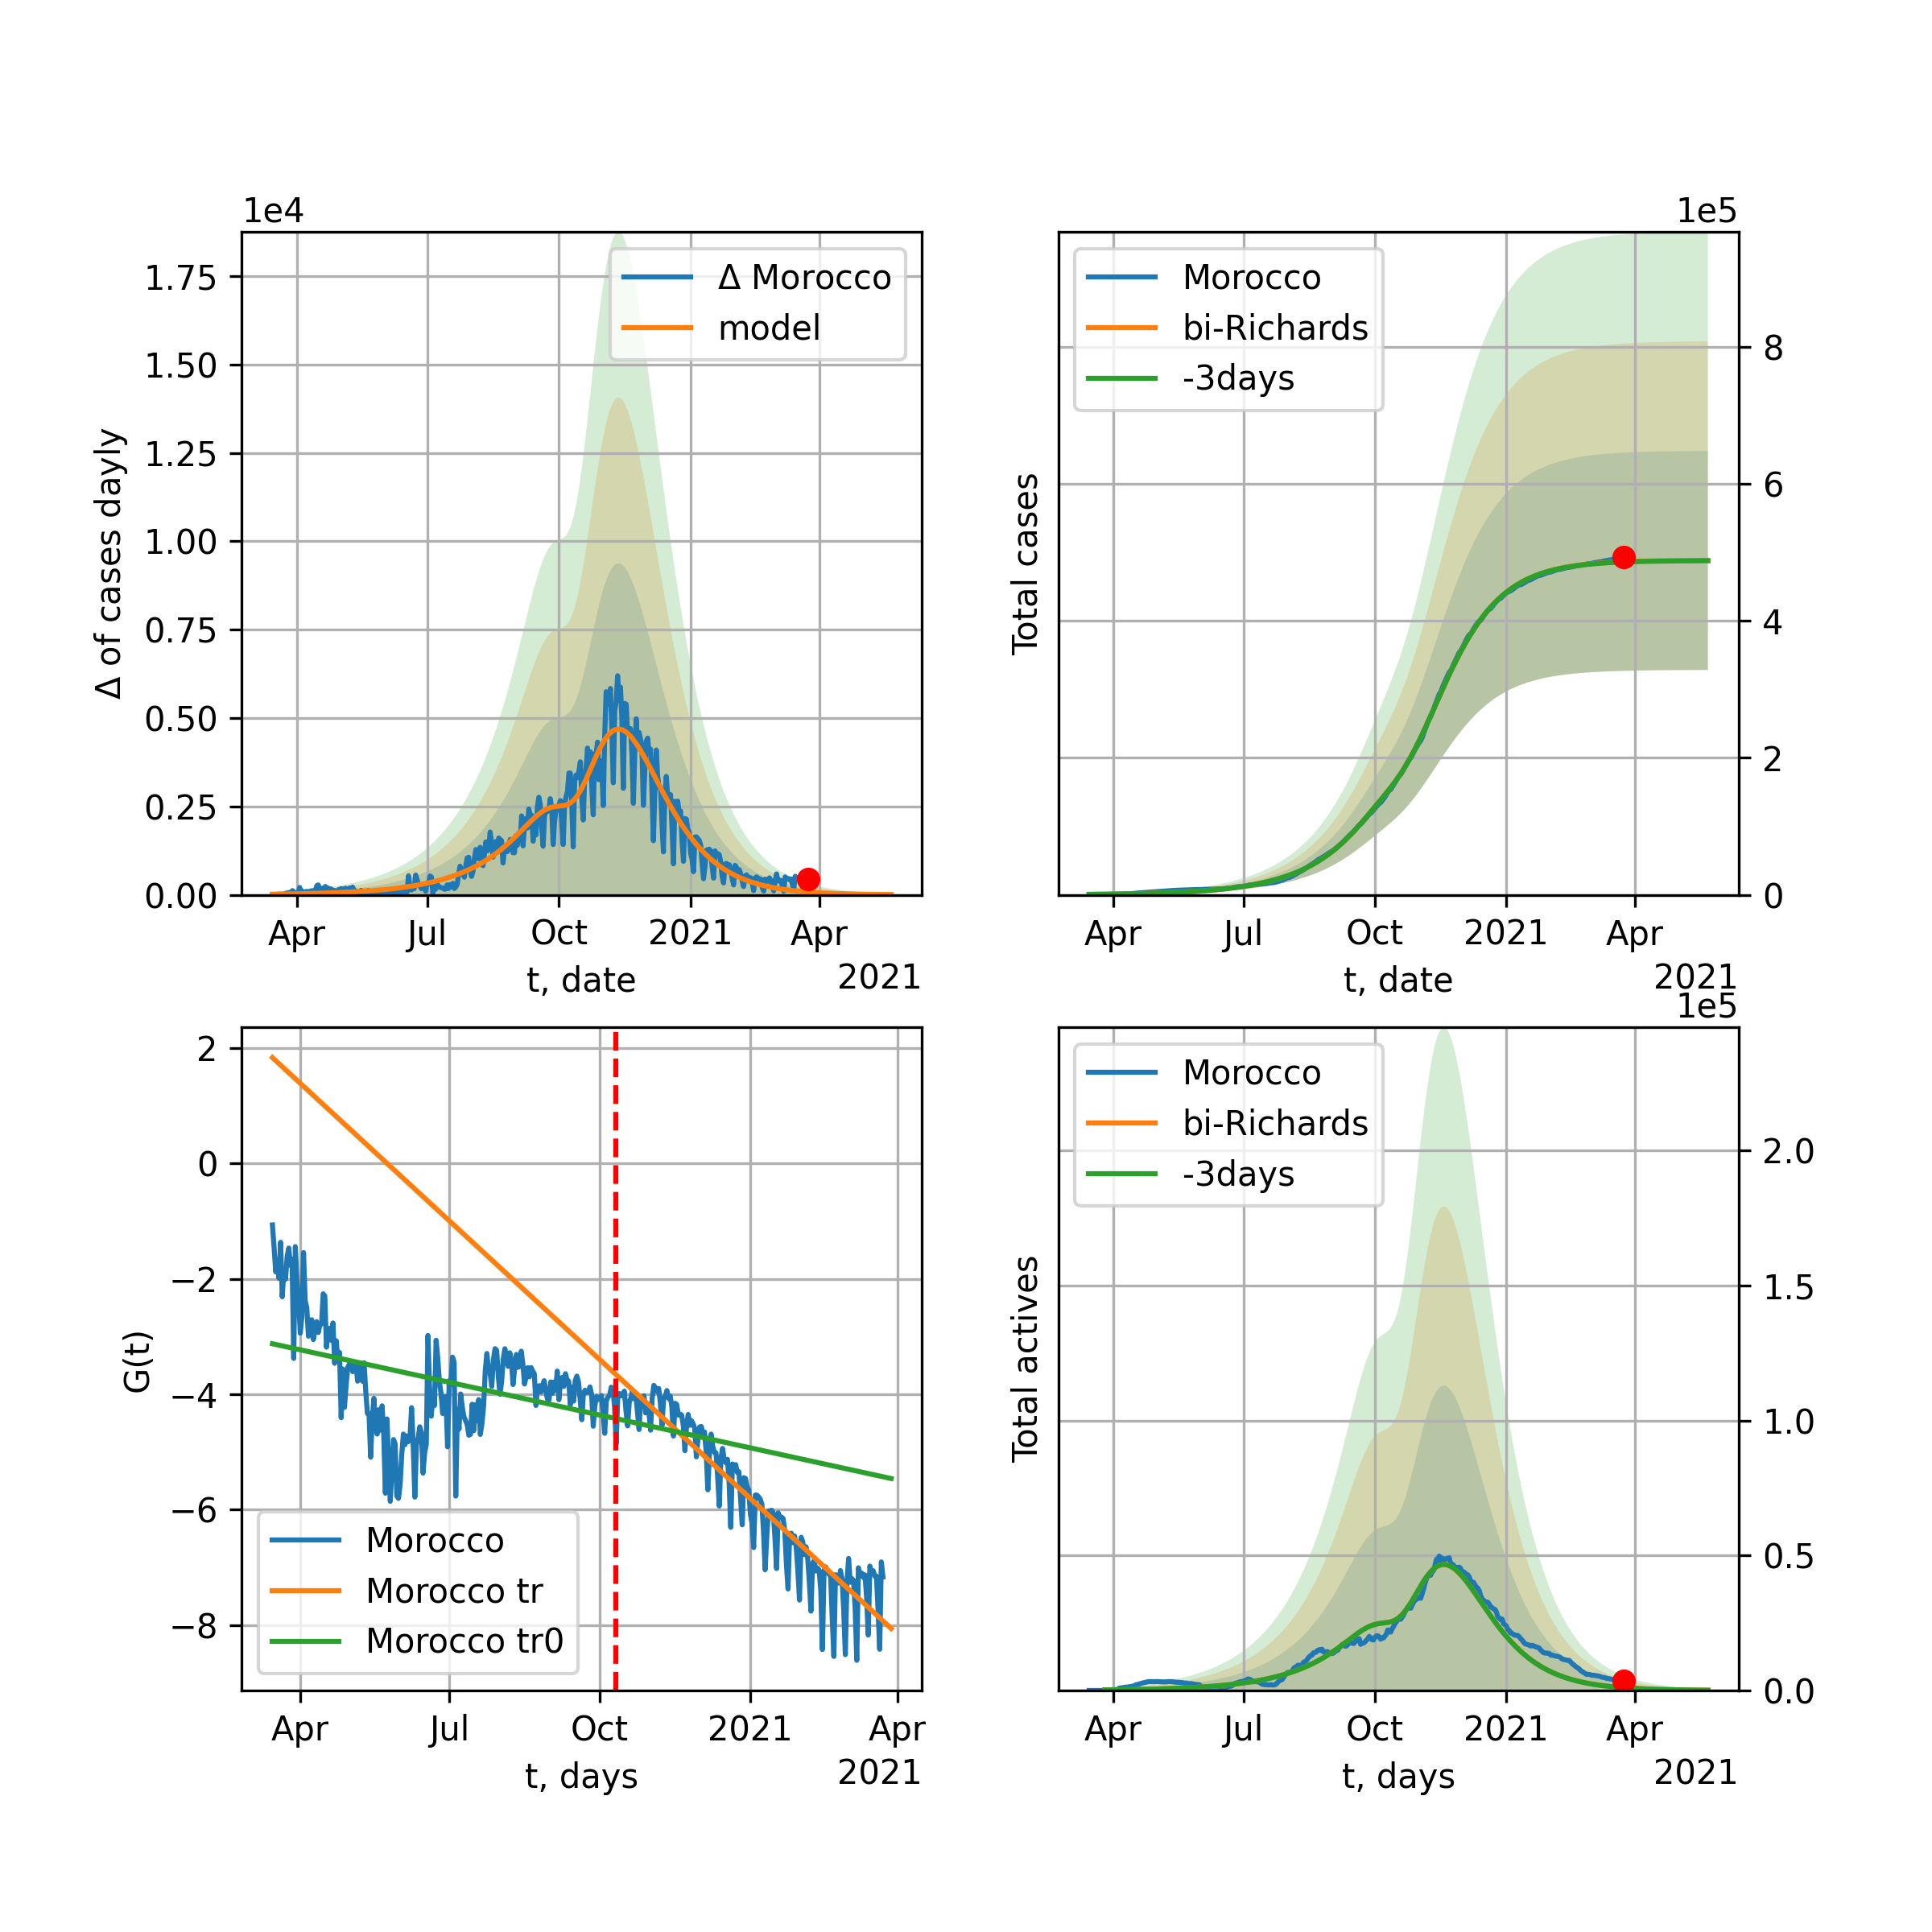 1e4
Δ of cases dayly
1.75
1.50
1.25
1.00
0.75
0.50
0.25
0.00
Δ Morocco
model
Apr Jul Oct 2021 Apr
t, date
2021
1e5
Total cases
Morocco
bi-Richards
-3days
8
6
4
2
0
Apr Jul Oct 2021 Apr
t, date
2021
G(t)
2
0
−2
−4
−6
−8
Morocco
Morocco tr
Morocco tr0
Apr Jul Oct 2021 Apr
t, days
2021
1e5
Total actives
Morocco
bi-Richards
-3days
2.0
1.5
1.0
0.5
0.0
Apr Jul Oct 2021 Apr
t, days
2021